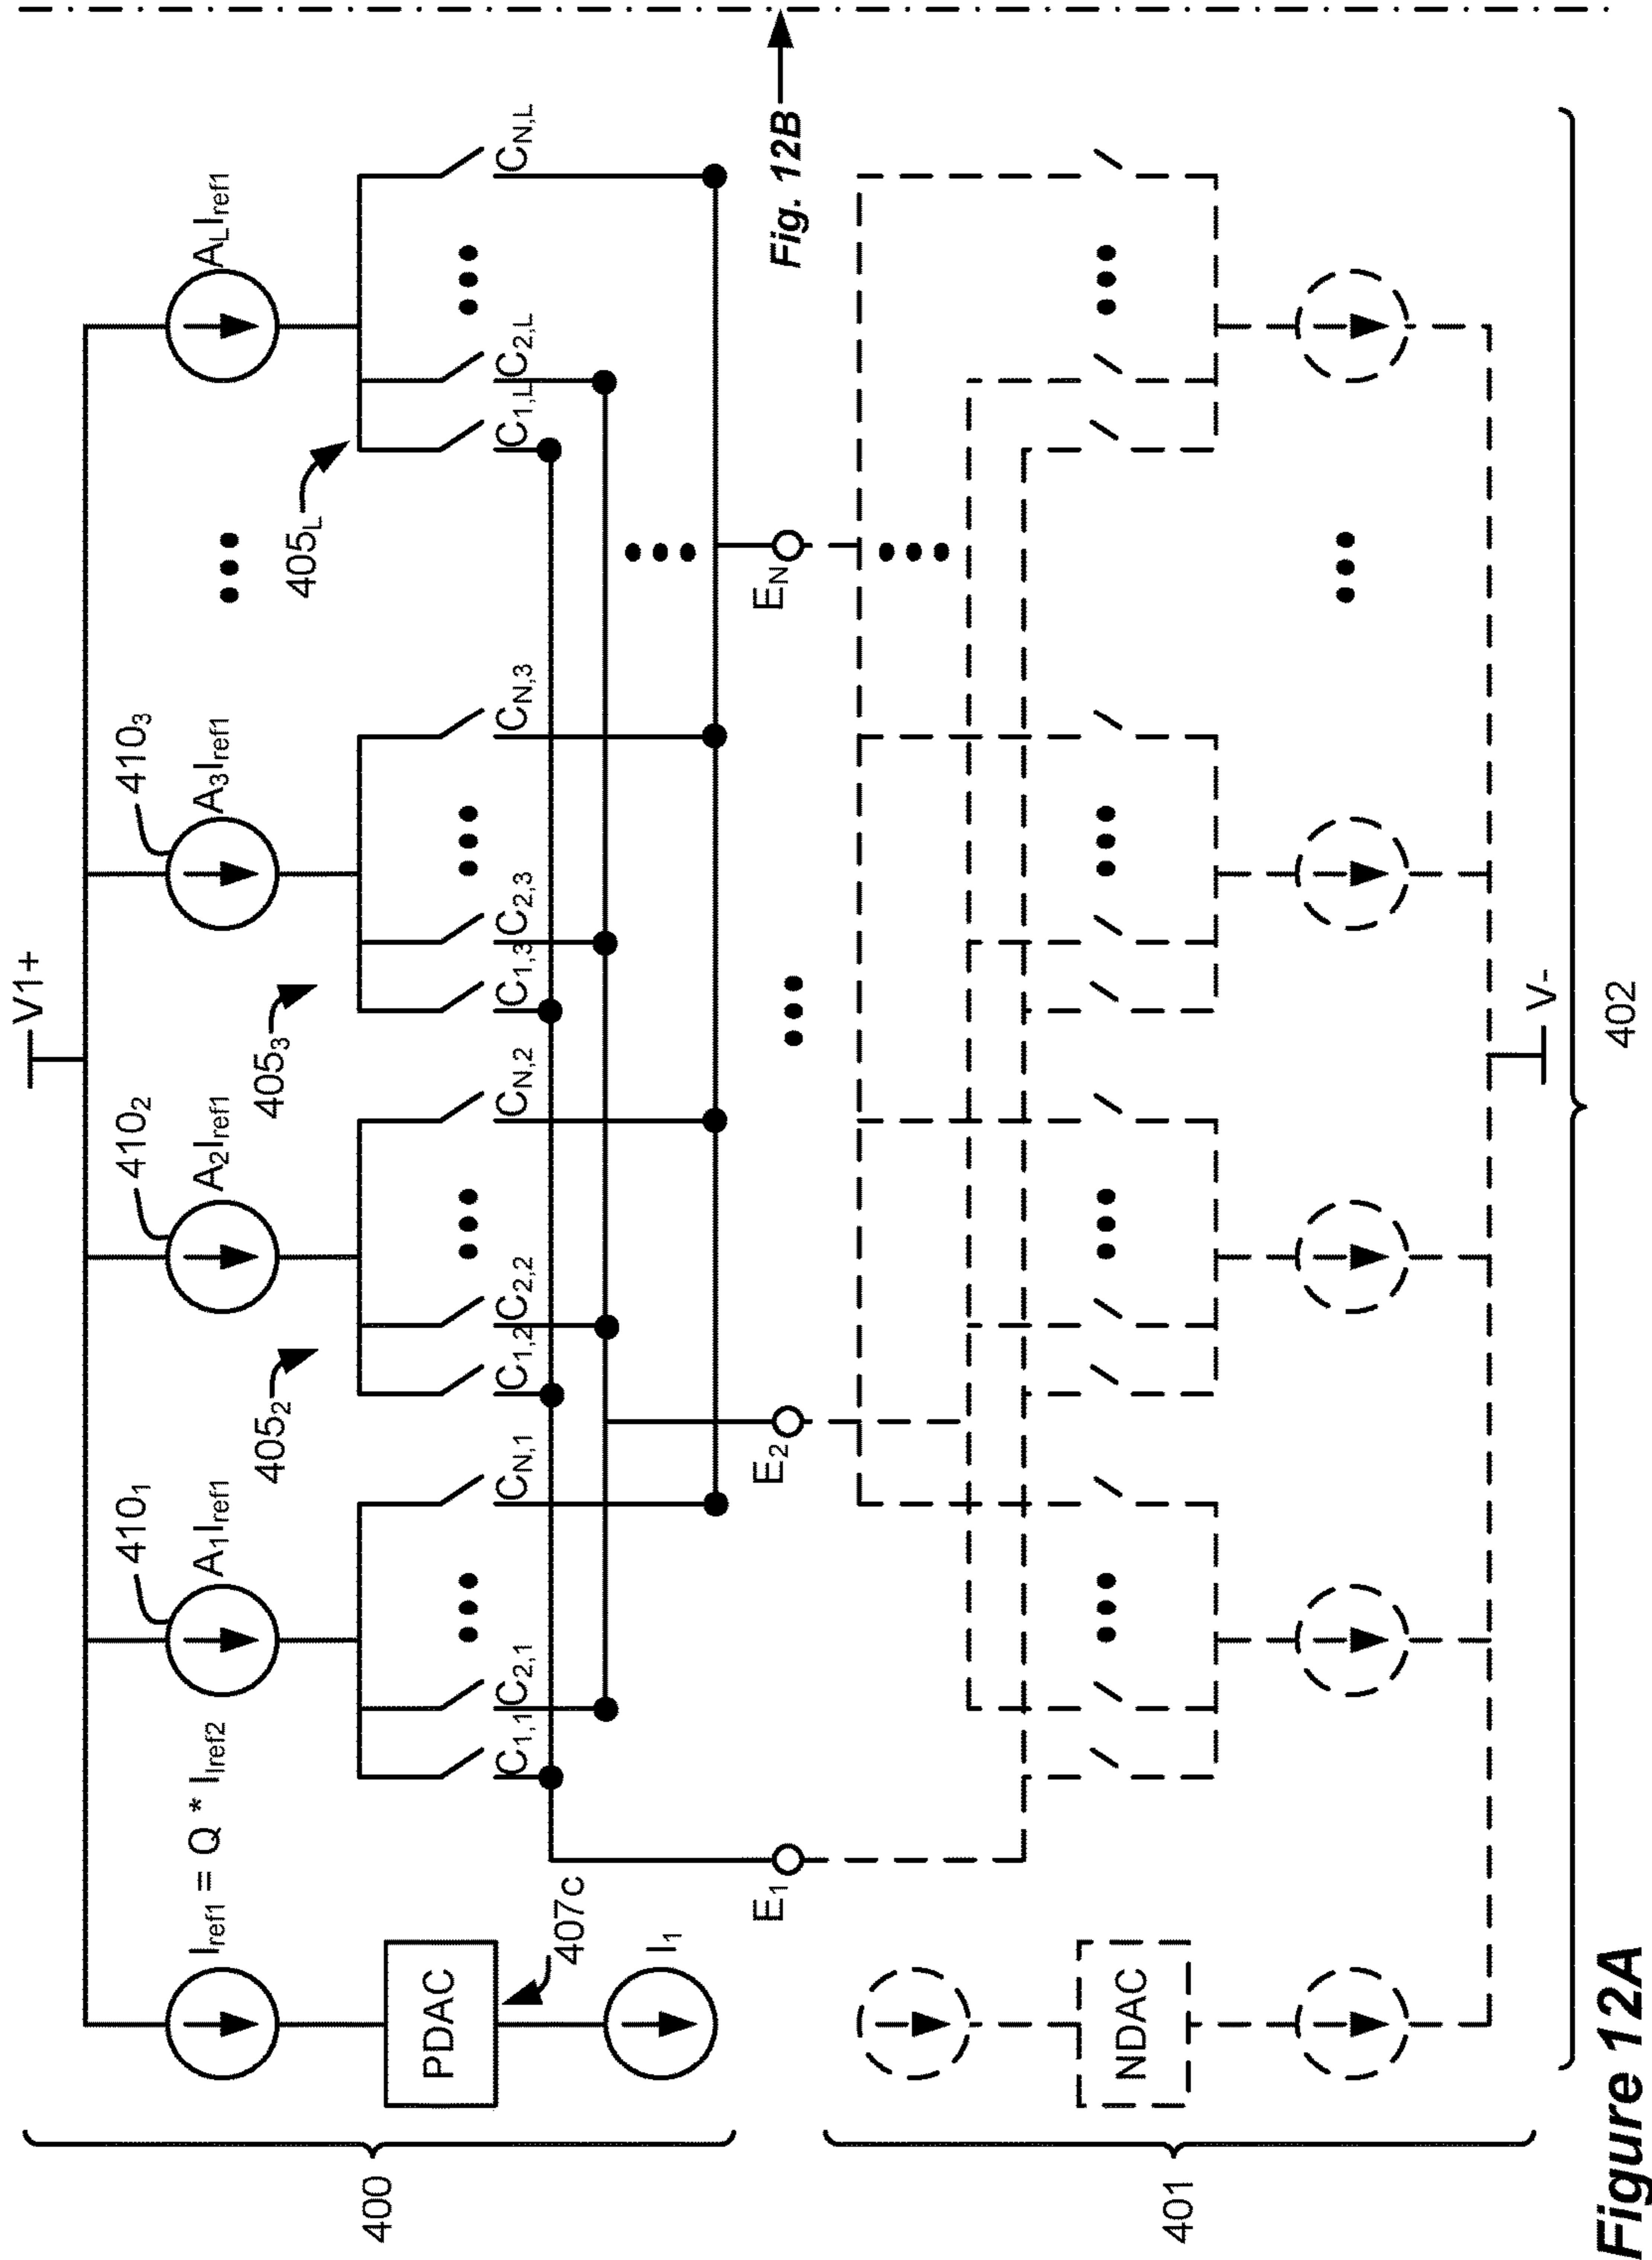 V1+
410₁
410₂
410₃
Iref1 = Q * Iref2
A₁Iref1
A₂Iref1
A₃Iref1
ALIref1
405₂
405₃
405L
PDAC
C1,1
C2,1
CN,1
C1,2
C2,2
CN,2
C1,3
C2,3
CN,3
C1,L
C2,L
CN,L
407c
I₁
400
E₁
E₂
EN
Fig. 12B
NDAC
401
V-
402
Figure 12A